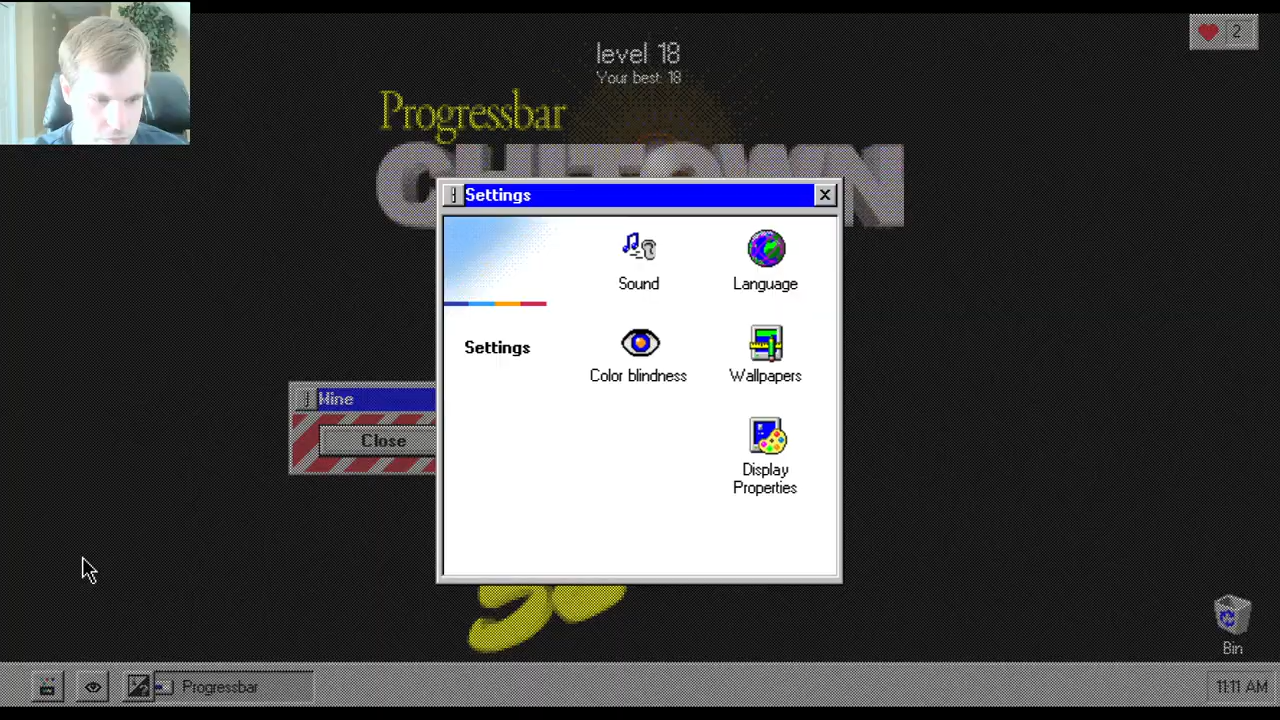 level 18
Your best: 18
2
Progressbar
CHITOWN
Settings
Sound
Language
Settings
Color blindness
Wallpapers
Mine
Close
Display
Properties
Bin
Progressbar
11:11 AM